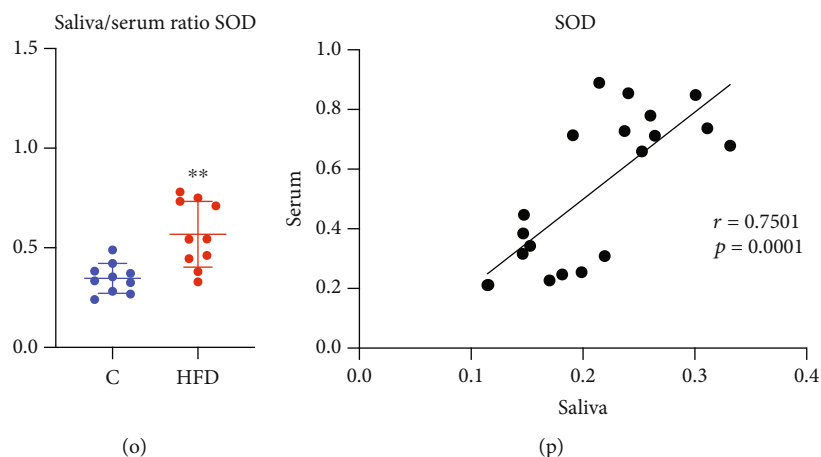 Saliva/serum ratio SOD
1.5
1.0
0.5
0.0
**
C HFD
(o)
SOD
Serum
1.0
0.8
0.6
0.4
0.2
0.0
r = 0.7501
p = 0.0001
0.0 0.1 0.2 0.3 0.4
Saliva
(p)